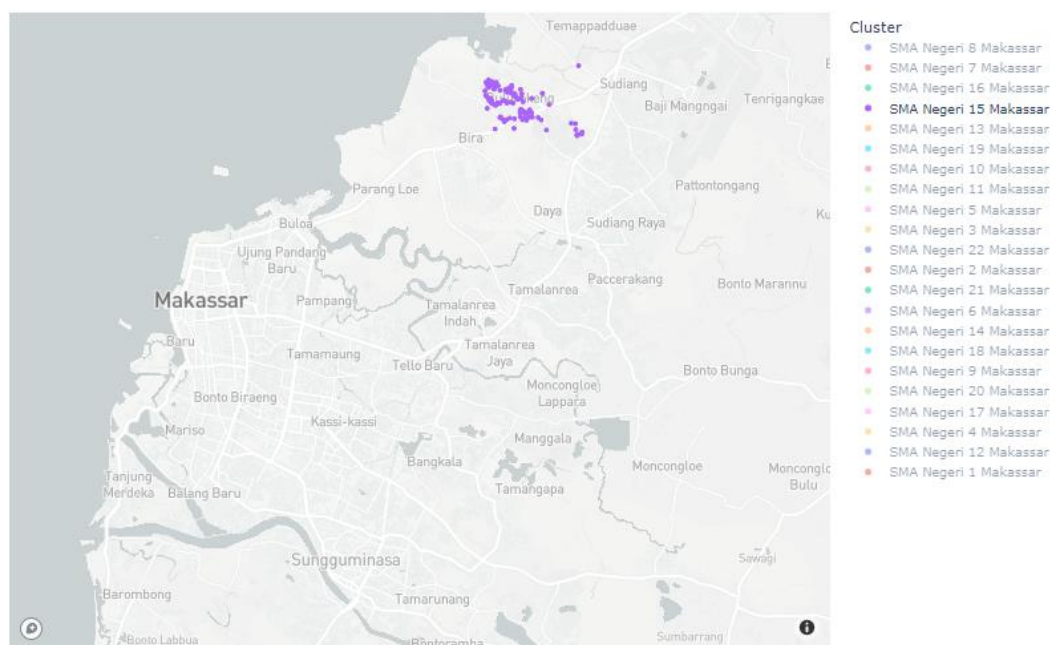 Temappadduae
Sudiang
Baji Mangngai
Tenrigangkae
Bira
Parang Loe
Pattontongang
Buloa
Daya
Sudiang Raya
Ujung Pandang
Baru
Makassar
Pampang
Tamalanrea
Paccerakang
Bonto Marannu
Tamalanrea
Indah
Baru
Tamamaung
Tello Baru
Tamalanrea
Jaya
Bonto Bunga
Moncongloe
Lappara
Bonto Biraeng
Kassi-kassi
Mariso
Manggala
Bangkala
Moncongloe
Tanjung
Merdeka
Balang Baru
Tamangapa
Bulu
Sungguminasa
Sawagi
Barombong
Tamarunang
Sumbarrang
Cluster
SMA Negeri 8 Makassar
SMA Negeri 7 Makassar
SMA Negeri 16 Makassar
SMA Negeri 15 Makassar
SMA Negeri 13 Makassar
SMA Negeri 19 Makassar
SMA Negeri 10 Makassar
SMA Negeri 11 Makassar
SMA Negeri 5 Makassar
SMA Negeri 3 Makassar
SMA Negeri 22 Makassar
SMA Negeri 2 Makassar
SMA Negeri 21 Makassar
SMA Negeri 6 Makassar
SMA Negeri 14 Makassar
SMA Negeri 18 Makassar
SMA Negeri 9 Makassar
SMA Negeri 20 Makassar
SMA Negeri 17 Makassar
SMA Negeri 4 Makassar
SMA Negeri 12 Makassar
SMA Negeri 1 Makassar